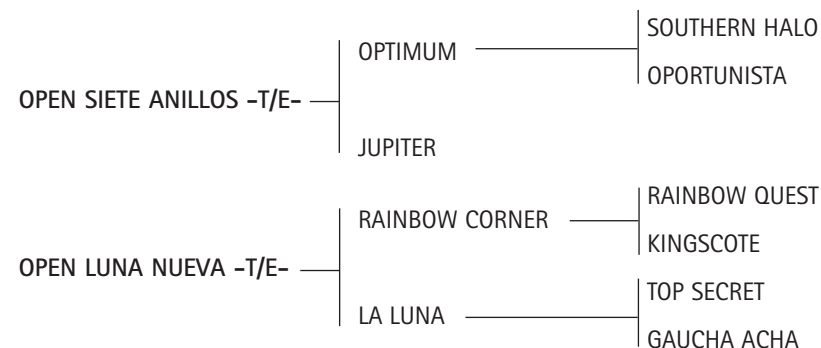 SOUTHERN HALO
OPTIMUM
OPORTUNISTA
OPEN SIETE ANILLOS -T/E-
JUPITER
RAINBOW QUEST
RAINBOW CORNER
KINGSCOTE
OPEN LUNA NUEVA -T/E-
TOP SECRET
LA LUNA
GAUCHA ACHA